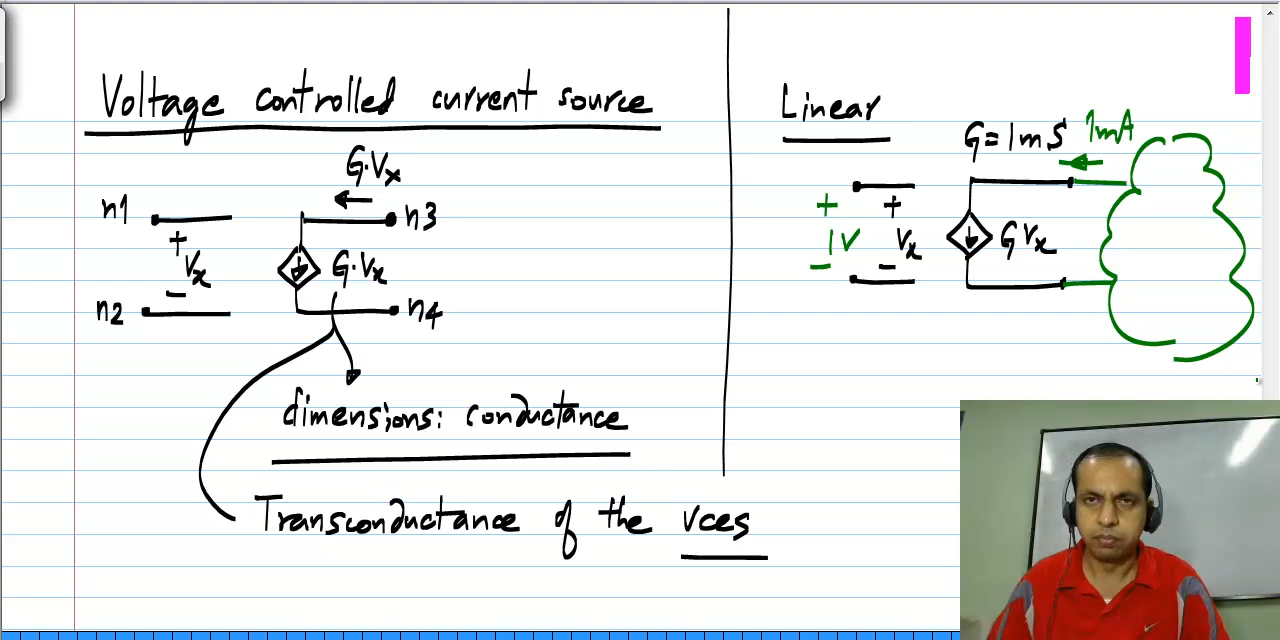 Voltage controlled current source
G·Vx
n1
n3
+
Vx
−
G·Vx
n2
n4
dimensions: conductance
Transconductance of the vccs
Linear
G=1mS
1mA
+
+
1V
Vx
GVx
−
−